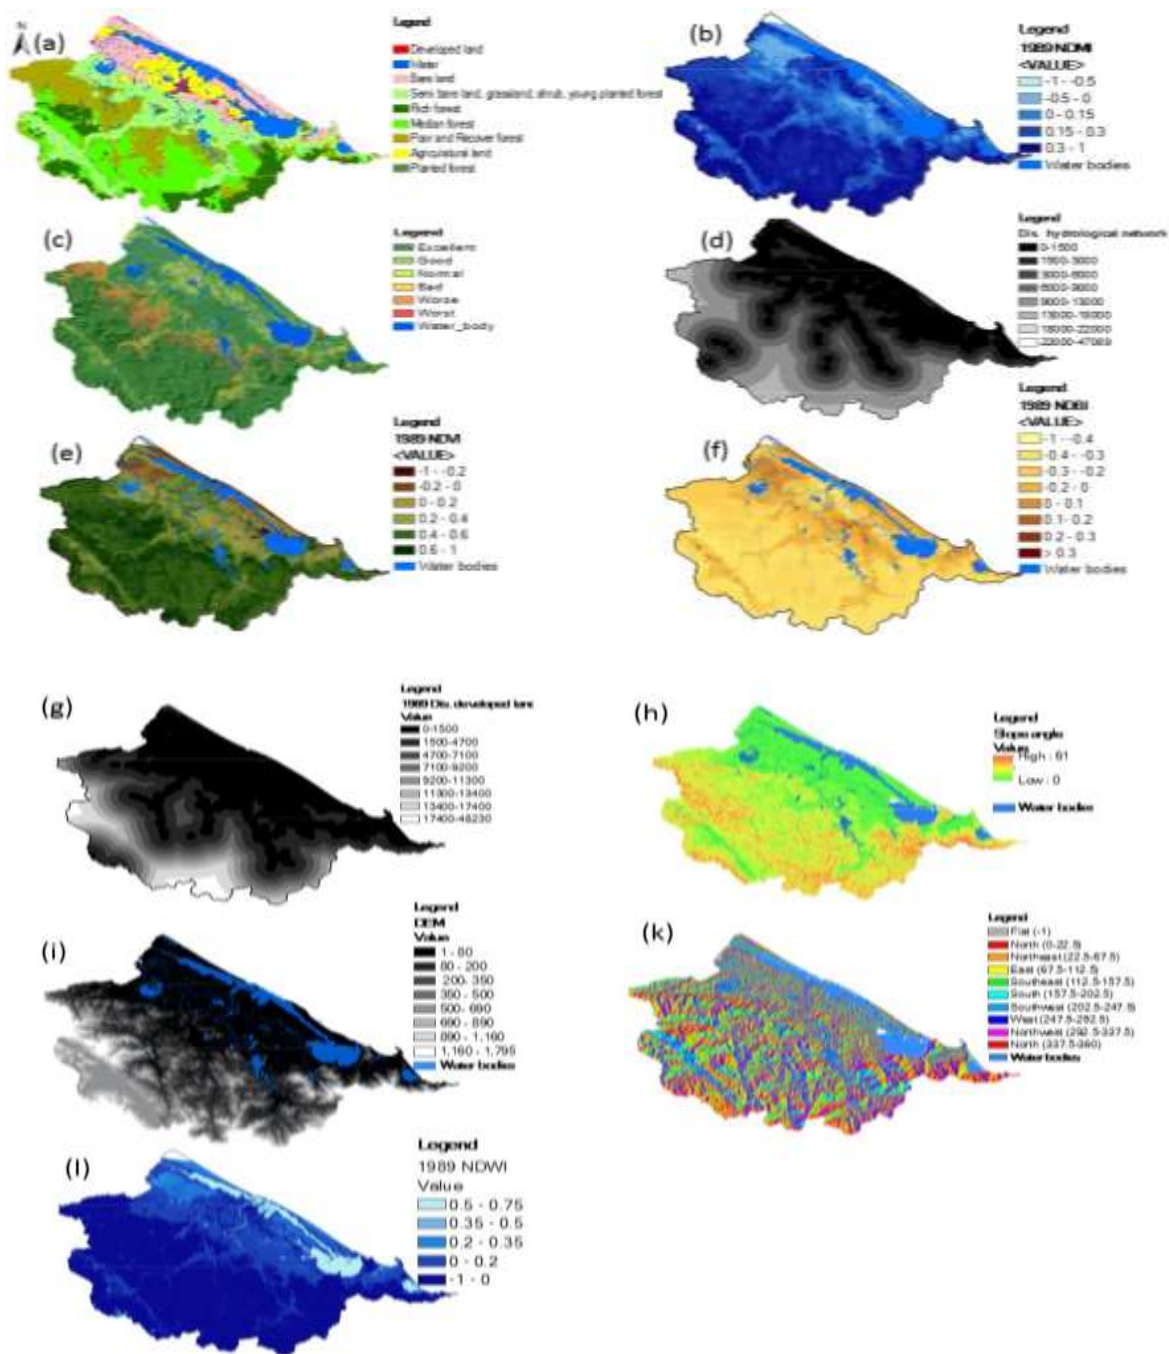 N
(a)
Legend
Developed land
Water
Bare land
Semi bare land, grassland, shrub, young planted forest
Rich forest
Median forest
Poor and Recover forest
Agricultural land
Planted forest
(b)
Legend
1989 NDMI
<VALUE>
-1 - -0.5
-0.5 - 0
0 - 0.15
0.15 - 0.3
0.3 - 1
Water bodies
(c)
Legend
Excellent
Good
Normal
Bad
Worse
Worst
Water_body
(d)
Legend
Dis. hydrological network
0-1500
1500-3000
3000-6000
6000-9000
9000-13000
13000-18000
18000-22000
22000-47089
(e)
Legend
1989 NDVI
<VALUE>
-1 - -0.2
-0.2 - 0
0 - 0.2
0.2 - 0.4
0.4 - 0.6
0.6 - 1
Water bodies
(f)
Legend
1989 NDBI
<VALUE>
-1 - -0.4
-0.4 - -0.3
-0.3 - -0.2
-0.2 - 0
0 - 0.1
0.1 - 0.2
0.2 - 0.3
> 0.3
Water bodies
(g)
Legend
1989 Dis. developed land
Value
0-1500
1500-4700
4700-7100
7100-9200
9200-11300
11300-13400
13400-17400
17400-48230
(h)
Legend
Slope angle
Value
High : 61
Low : 0
Water bodies
(i)
Legend
DEM
Value
1 - 80
80 - 200
200 - 350
350 - 500
500 - 690
690 - 890
890 - 1,160
1,160 - 1,795
Water bodies
(k)
Legend
Flat (-1)
North (0-22.5)
Northeast (22.5-67.5)
East (67.5-112.5)
Southeast (112.5-157.5)
South (157.5-202.5)
Southwest (202.5-247.5)
West (247.5-292.5)
Northwest (292.5-337.5)
North (337.5-360)
Water bodies
(l)
Legend
1989 NDWI
Value
0.5 - 0.75
0.35 - 0.5
0.2 - 0.35
0 - 0.2
-1 - 0